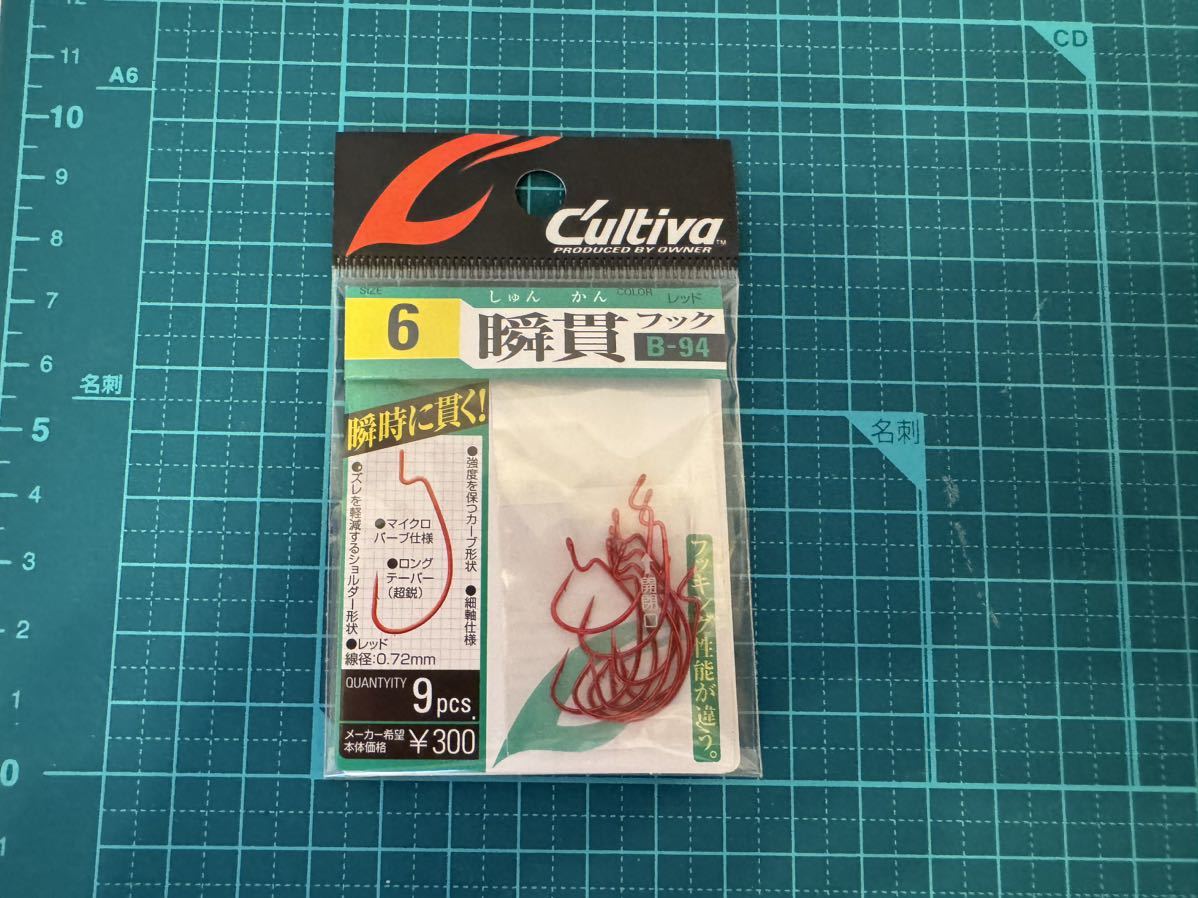 12
11
A6
10
9
8
7
6
名刺
5
4
3
2
1
0
1
CD
名刺
C'ultiva™
PRODUCED BY OWNER
SIZE
6
しゅん かん
COLOR レッド
瞬貫フック
B-94
瞬時に貫く!
●強度を保つカーブ形状
●細軸仕様
●ズレを軽減するショルダー形状
●マイクロ
バーブ仕様
●ロング
テーパー
(超鋭)
●レッド
線径:0.72mm
QUANTYITY 9pcs.
メーカー希望
本体価格 ¥300
↑開閉口
フッキング性能が違う。